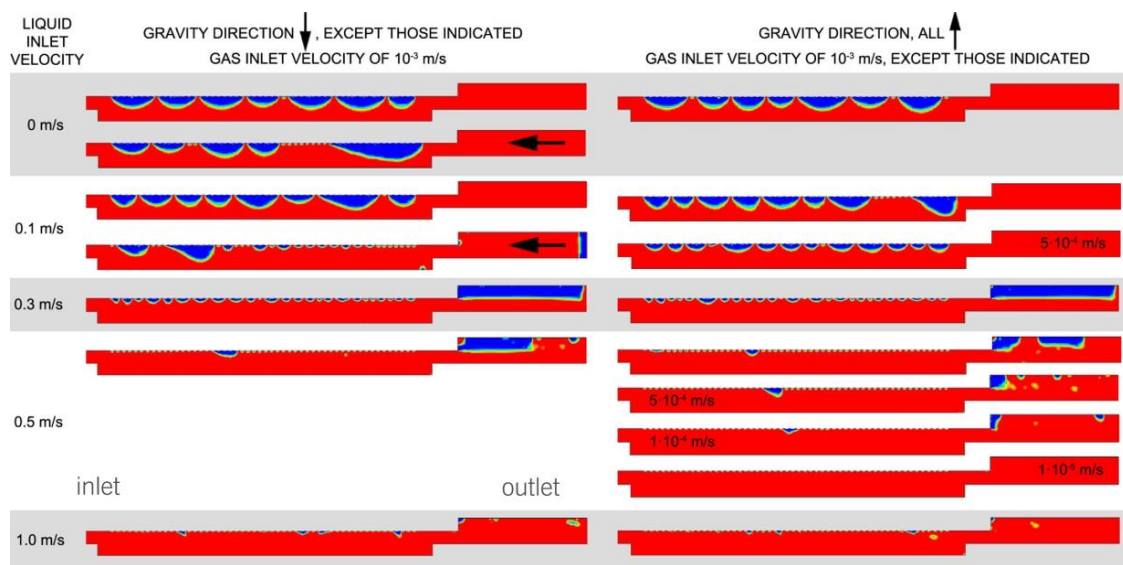 LIQUID
INLET
VELOCITY
GRAVITY DIRECTION , EXCEPT THOSE INDICATED
GAS INLET VELOCITY OF 10⁻³ m/s
GRAVITY DIRECTION, ALL
GAS INLET VELOCITY OF 10⁻³ m/s, EXCEPT THOSE INDICATED
0 m/s
0.1 m/s
5·10⁻⁴ m/s
0.3 m/s
0.5 m/s
5·10⁻⁴ m/s
1·10⁻⁴ m/s
1·10⁻⁵ m/s
inlet
outlet
1.0 m/s